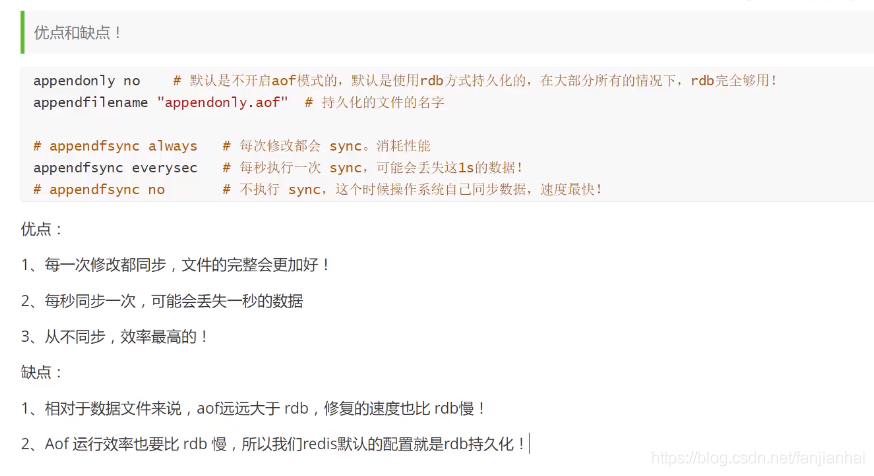 优点和缺点！
appendonly no # 默认是不开启aof模式的，默认是使用rdb方式持久化的，在大部分所有的情况下，rdb完全够用！
appendfilename "appendonly.aof" # 持久化的文件的名字
# appendfsync always # 每次修改都会 sync。消耗性能
appendfsync everysec # 每秒执行一次 sync，可能会丢失这1s的数据！
# appendfsync no # 不执行 sync，这个时候操作系统自己同步数据，速度最快！
优点：
1、每一次修改都同步，文件的完整会更加好！
2、每秒同步一次，可能会丢失一秒的数据
3、从不同步，效率最高的！
缺点：
1、相对于数据文件来说，aof远远大于 rdb，修复的速度也比 rdb慢！
2、Aof 运行效率也要比 rdb 慢，所以我们redis默认的配置就是rdb持久化！
https://blog.csdn.net/fanjianhai